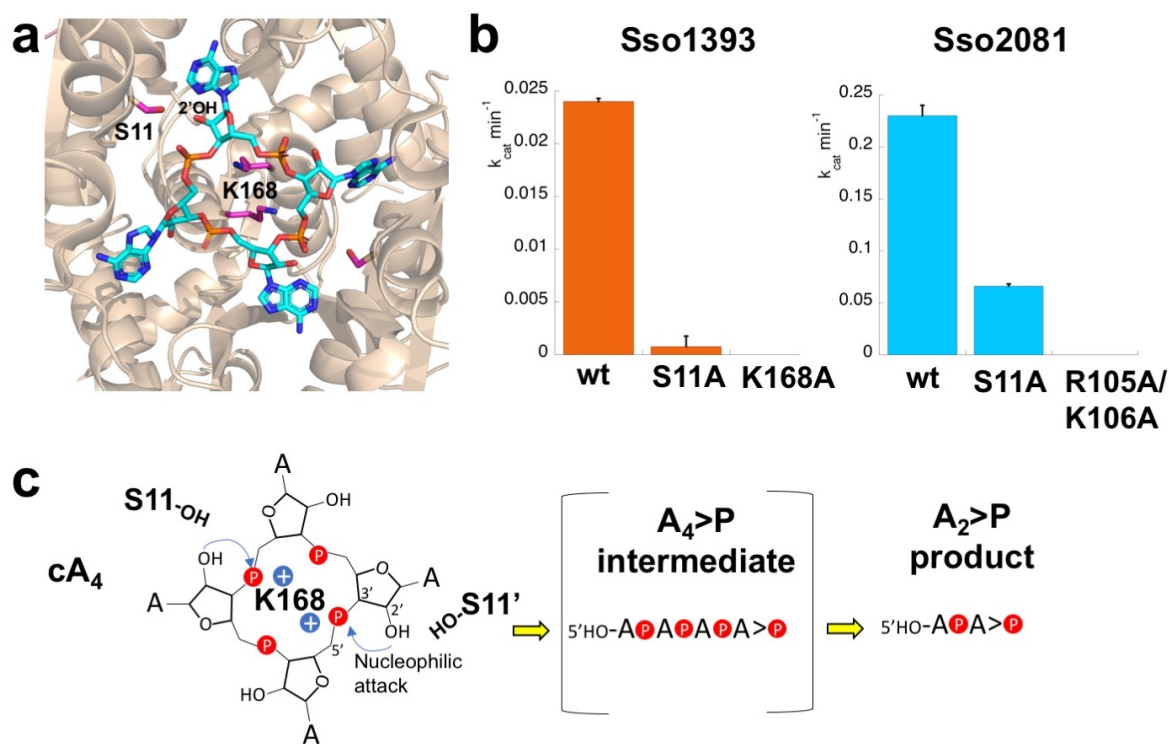 a
2'OH
S11
K168
b
Sso1393
k cat min-1
0.025
0.02
0.015
0.01
0.005
0
wt
S11A
K168A
Sso2081
k cat min-1
0.25
0.2
0.15
0.1
0.05
0
wt
S11A
R105A/
K106A
c
cA4
S11-OH
A
OH
O
P
OH
O
P
+
K168
+
P
P
A
O
A
3'
2'
OH
HO-S11'
5'
Nucleophilic
attack
O
HO
A
A4>P
intermediate
5'HO-APAPAPA>P
A2>P
product
5'HO-APA>P